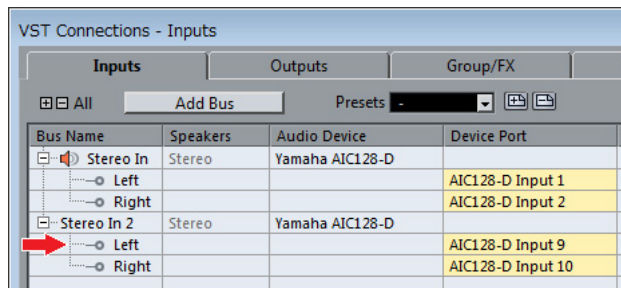 VST Connections - Inputs
Inputs Outputs Group/FX
All Add Bus Presets -
Bus Name Speakers Audio Device Device Port
Stereo In Stereo Yamaha AIC128-D
Left AIC128-D Input 1
Right AIC128-D Input 2
Stereo In 2 Stereo Yamaha AIC128-D
Left AIC128-D Input 9
Right AIC128-D Input 10